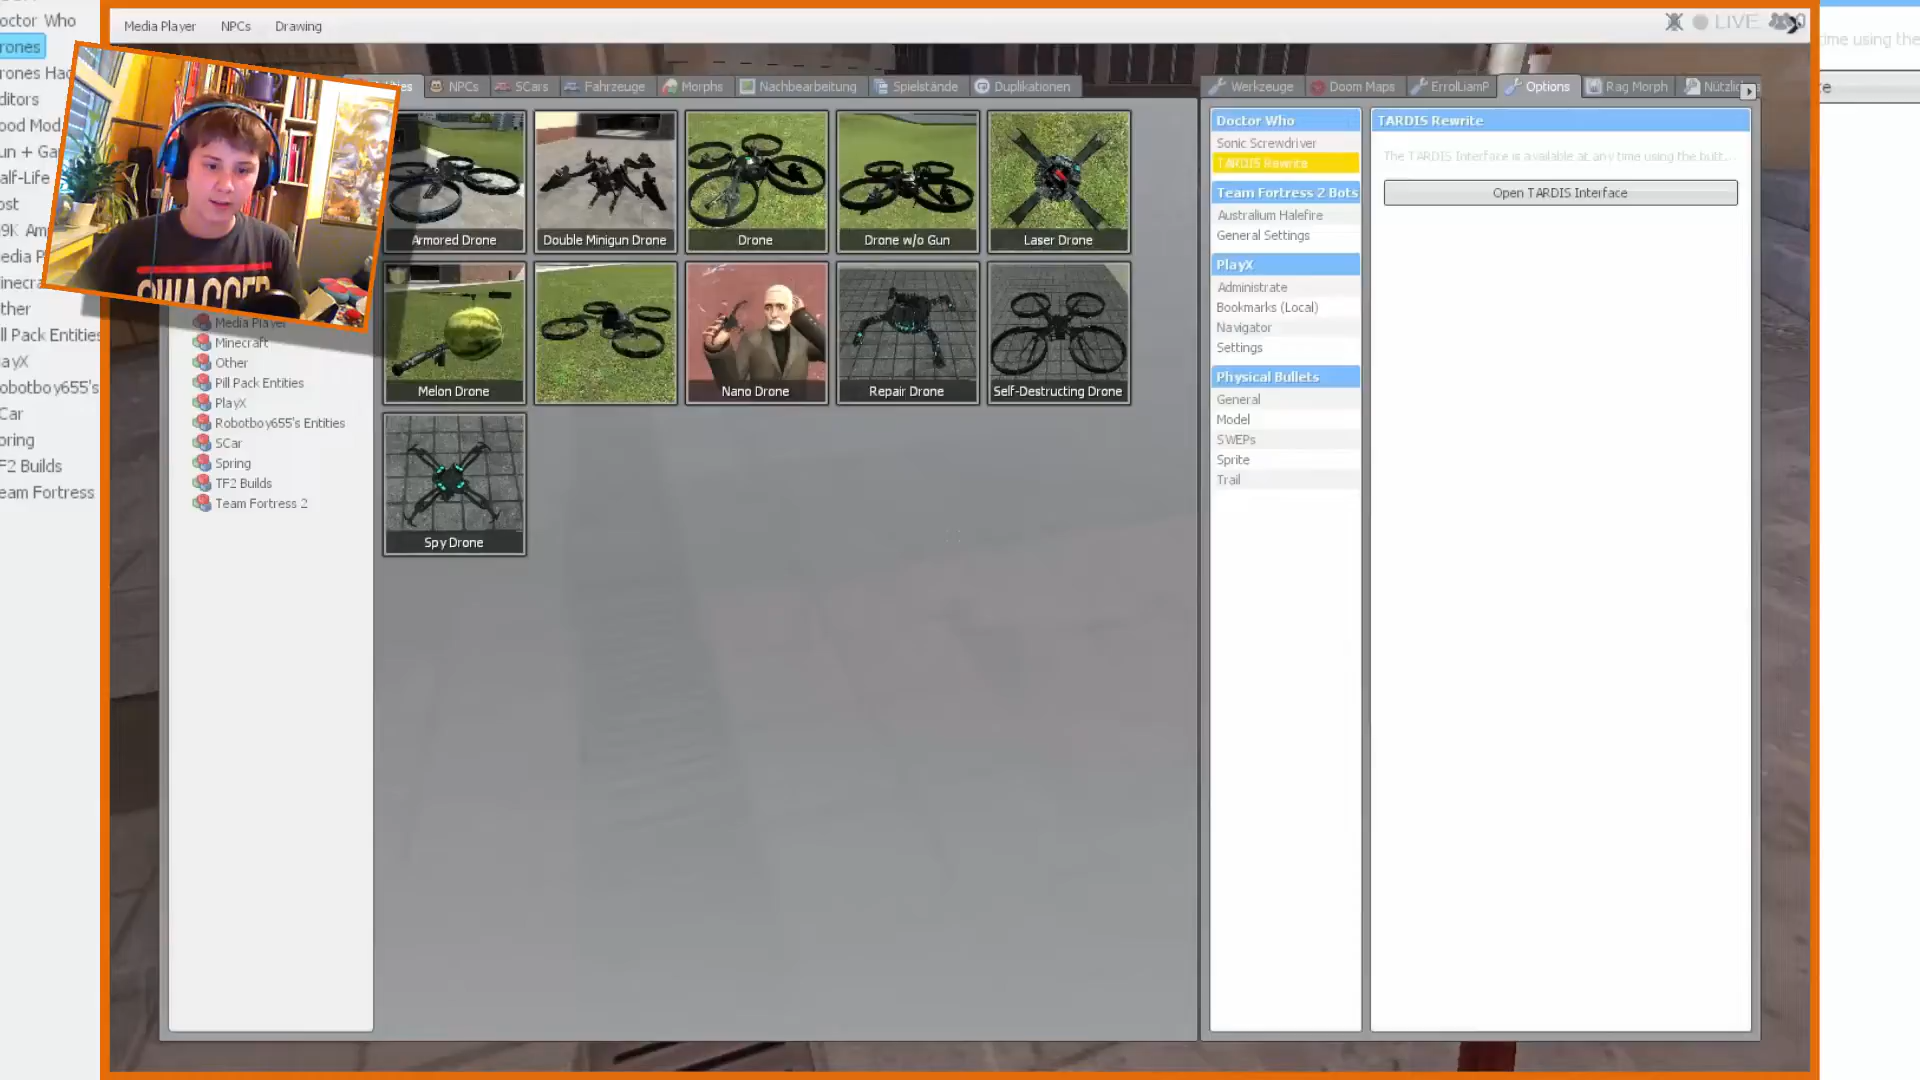 Media Player
NPCs
Drawing
LIVE
octor Who
rones
rones Hac
ditors
ood Mod
un + Ga
alf-Life
ost
9K Am
edia P
inecra
ther
ill Pack Entities
layX
obotboy655's
Car
pring
F2 Builds
eam Fortress
SWAGGER
NPCs
SCars
Fahrzeuge
Morphs
Nachbearbeitung
Spielstände
Duplikationen
Media Player
Minecraft
Other
Pill Pack Entities
PlayX
Robotboy655's Entities
SCar
Spring
TF2 Builds
Team Fortress 2
Armored Drone
Double Minigun Drone
Drone
Drone w/o Gun
Laser Drone
Melon Drone
Nano Drone
Repair Drone
Self-Destructing Drone
Spy Drone
Werkzeuge
Doom Maps
ErrolLiamP
Options
Rag Morph
Nützli
Doctor Who
Sonic Screwdriver
TARDIS Rewrite
Team Fortress 2 Bots
Australium Halefire
General Settings
PlayX
Administrate
Bookmarks (Local)
Navigator
Settings
Physical Bullets
General
Model
SWEPs
Sprite
Trail
TARDIS Rewrite
The TARDIS Interface is available at any time using the butt...
Open TARDIS Interface
time using the